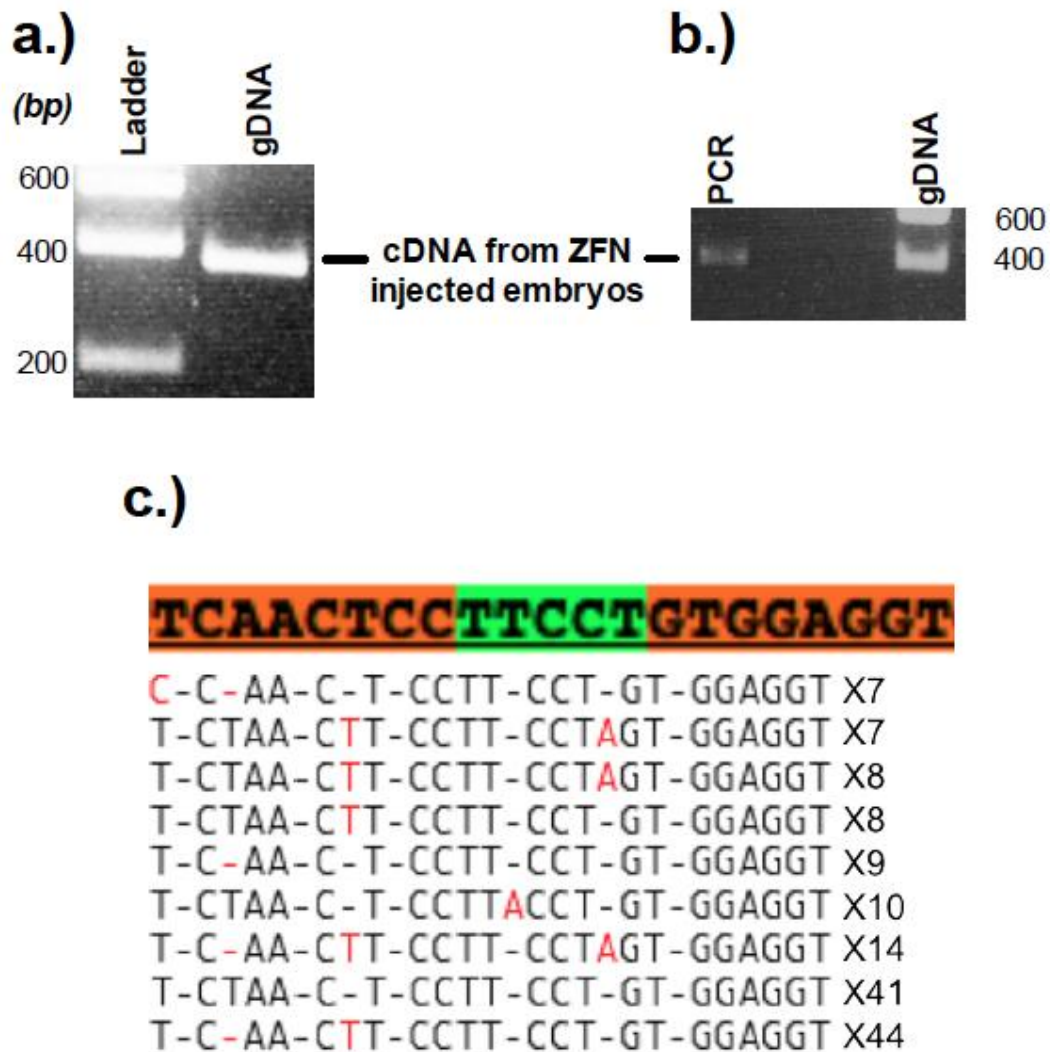 a.)
b.)
(bp)
Ladder
gDNA
PCR
gDNA
600
400
200
cDNA from ZFN
injected embryos
600
400
c.)
TCAACTCCTTCCTGTGGAGGT
C-C-AA-C-T-CCTT-CCT-GT-GGAGGT X7
T-CTAA-CTT-CCTT-CCTAGT-GGAGGT X7
T-CTAA-CTT-CCTT-CCTAGT-GGAGGT X8
T-CTAA-CTT-CCTT-CCT-GT-GGAGGT X8
T-C-AA-C-T-CCTT-CCT-GT-GGAGGT X9
T-CTAA-C-T-CCTTACCT-GT-GGAGGT X10
T-C-AA-CTT-CCTT-CCTAGT-GGAGGT X14
T-CTAA-C-T-CCTT-CCT-GT-GGAGGT X41
T-C-AA-CTT-CCTT-CCT-GT-GGAGGT X44